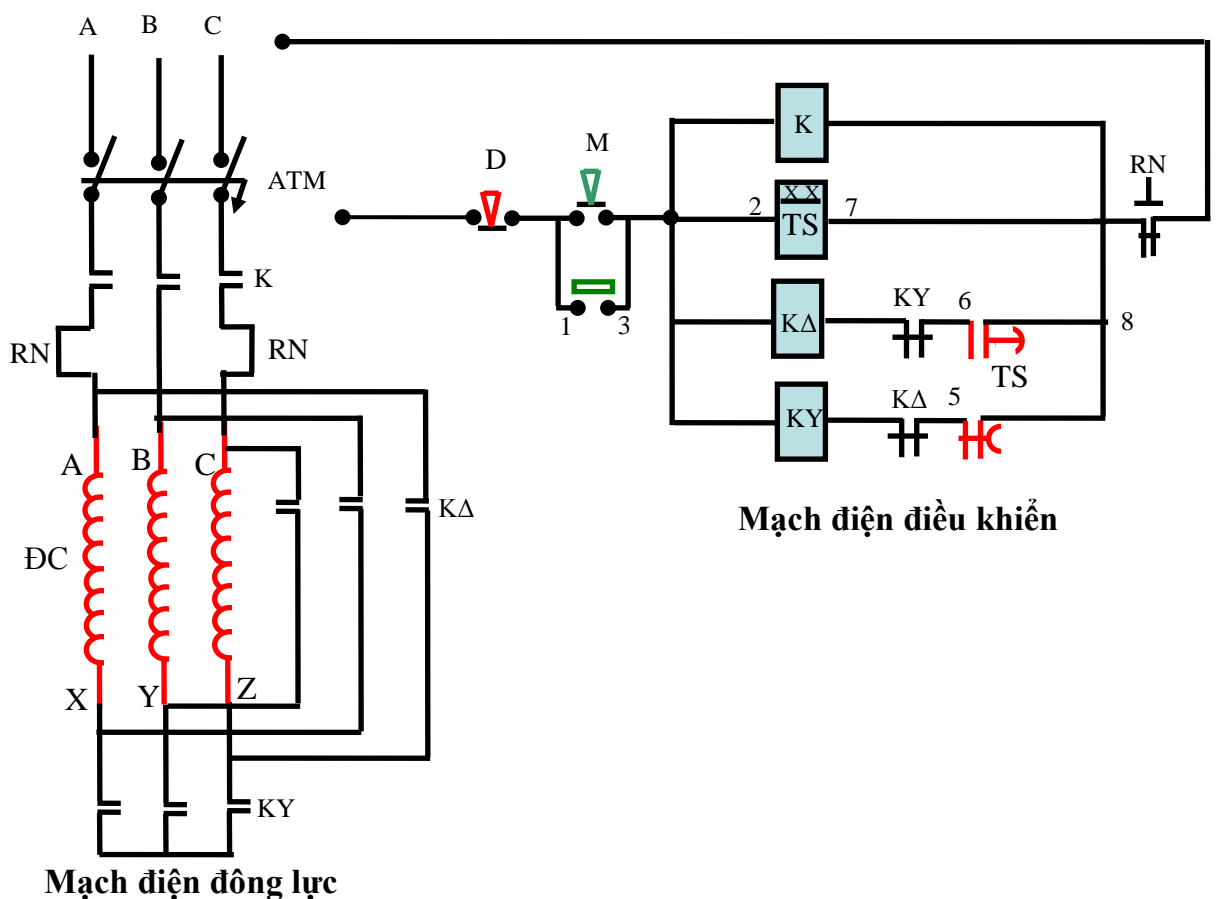 A B C
ATM
K
RN RN
A B C
KΔ
ĐC
X Y Z
KY
Mạch điện đông lực
D M
K
RN
X X
2 TS 7
1 3
KΔ KY 6 8
TS
KY KΔ 5
Mạch điện điều khiển